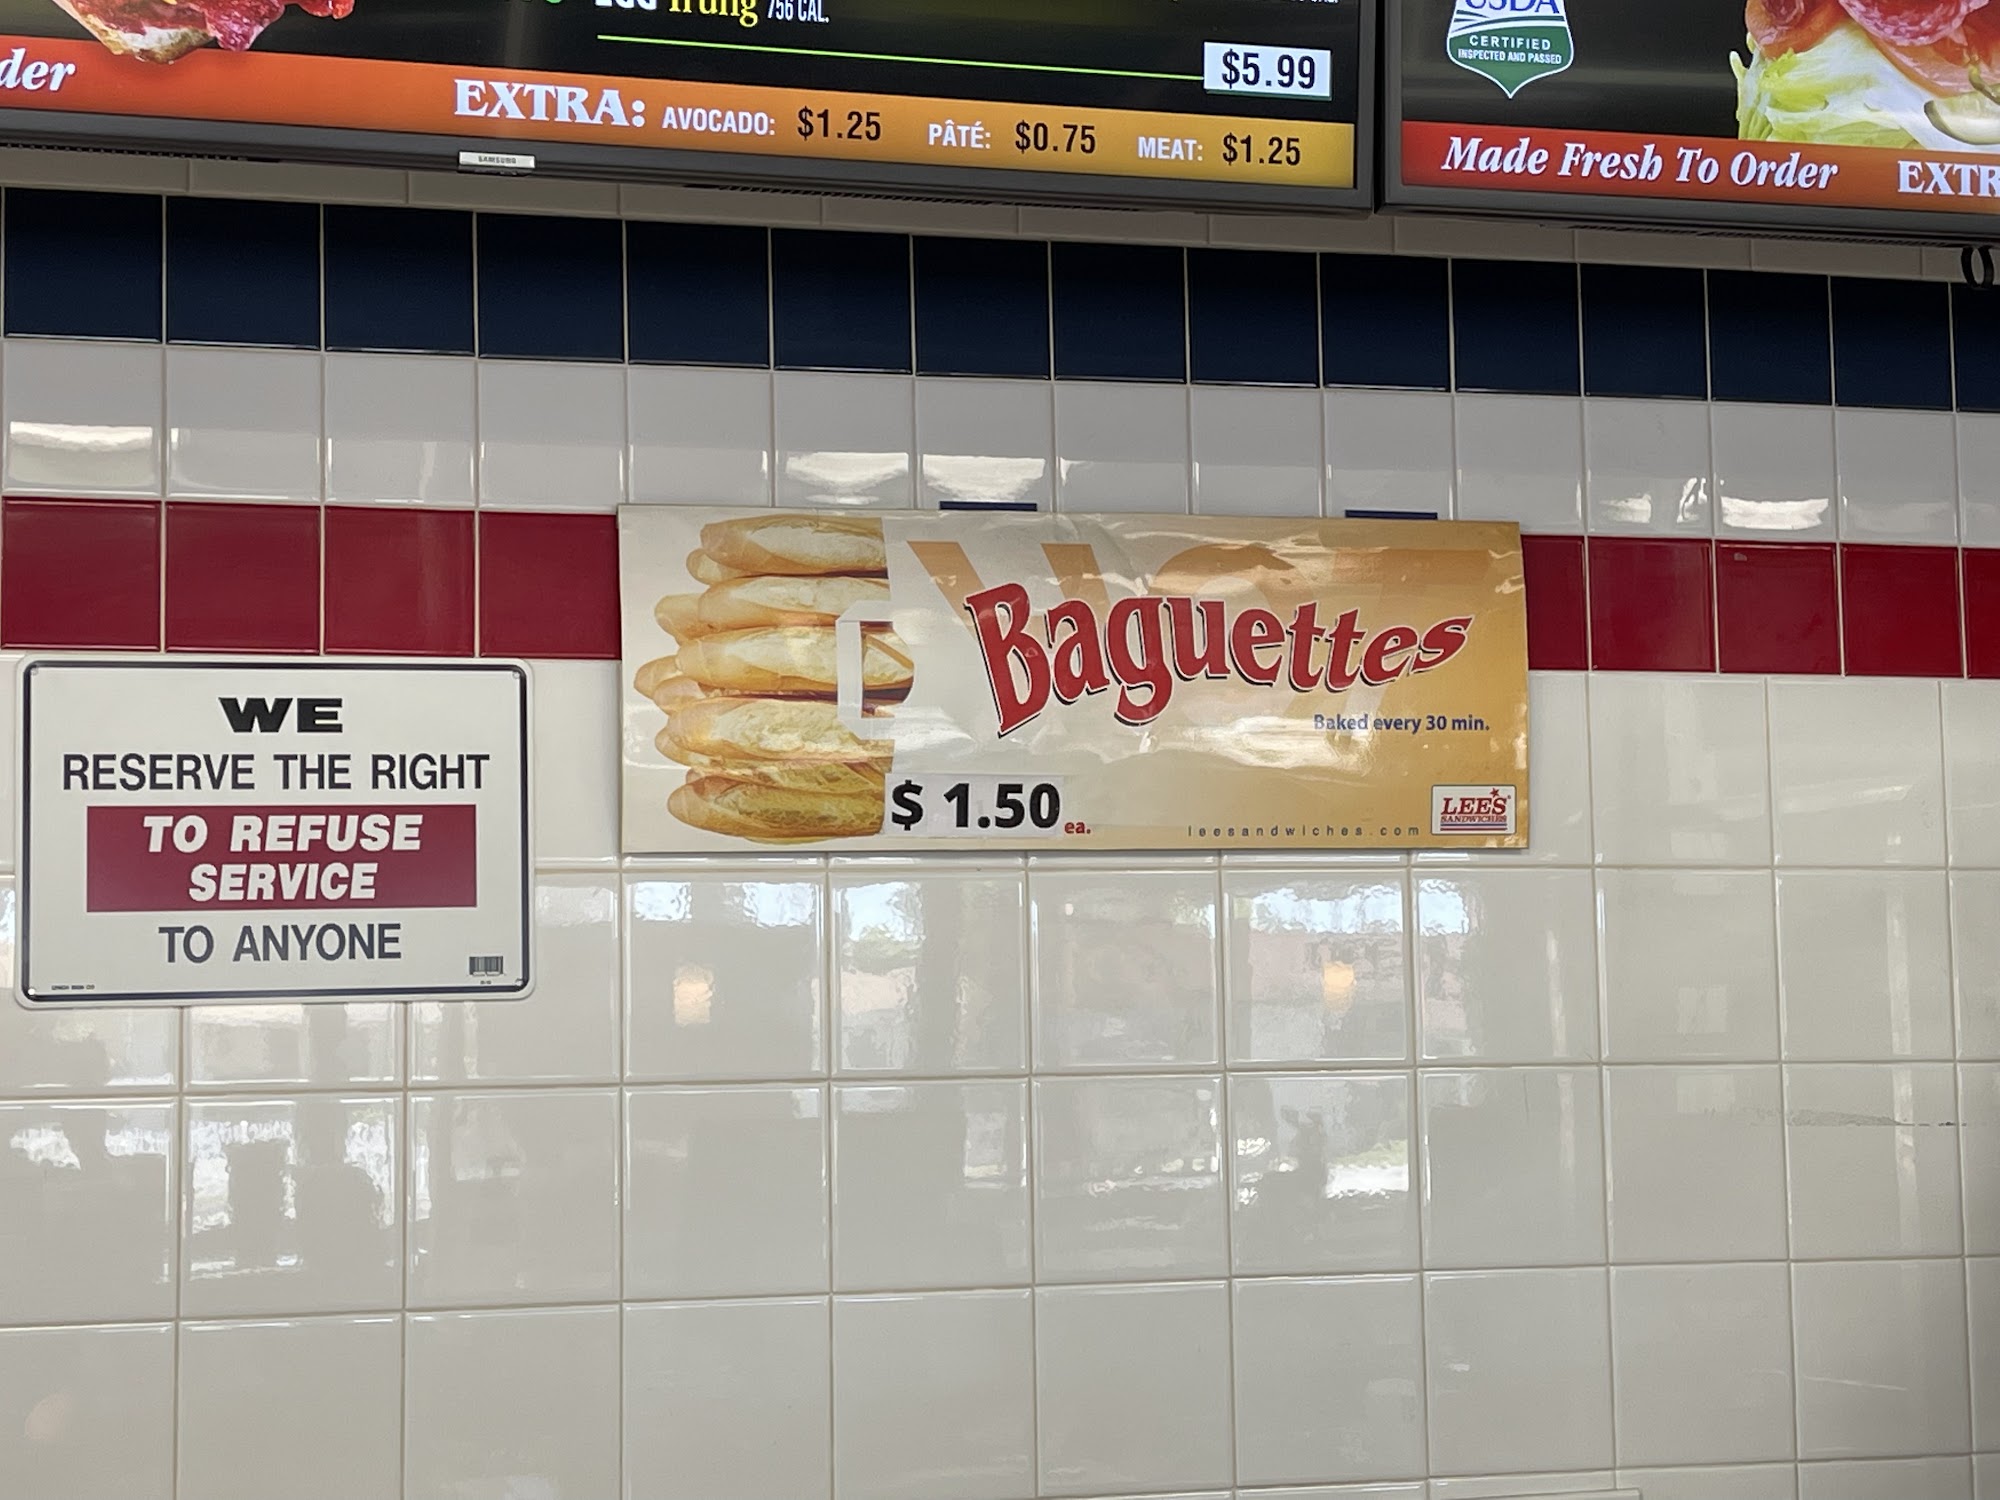 EGG Trung 756 CAL.
$5.99
der
EXTRA: AVOCADO: $1.25 PÂTÉ: $0.75 MEAT: $1.25
SAMSUNG
USDA
CERTIFIED
INSPECTED AND PASSED
Made Fresh To Order
EXTR
WE
RESERVE THE RIGHT
TO REFUSE
SERVICE
TO ANYONE
HOT
Baguettes
Baked every 30 min.
$ 1.50 ea.
leesandwiches.com
LEE'S
SANDWICHES